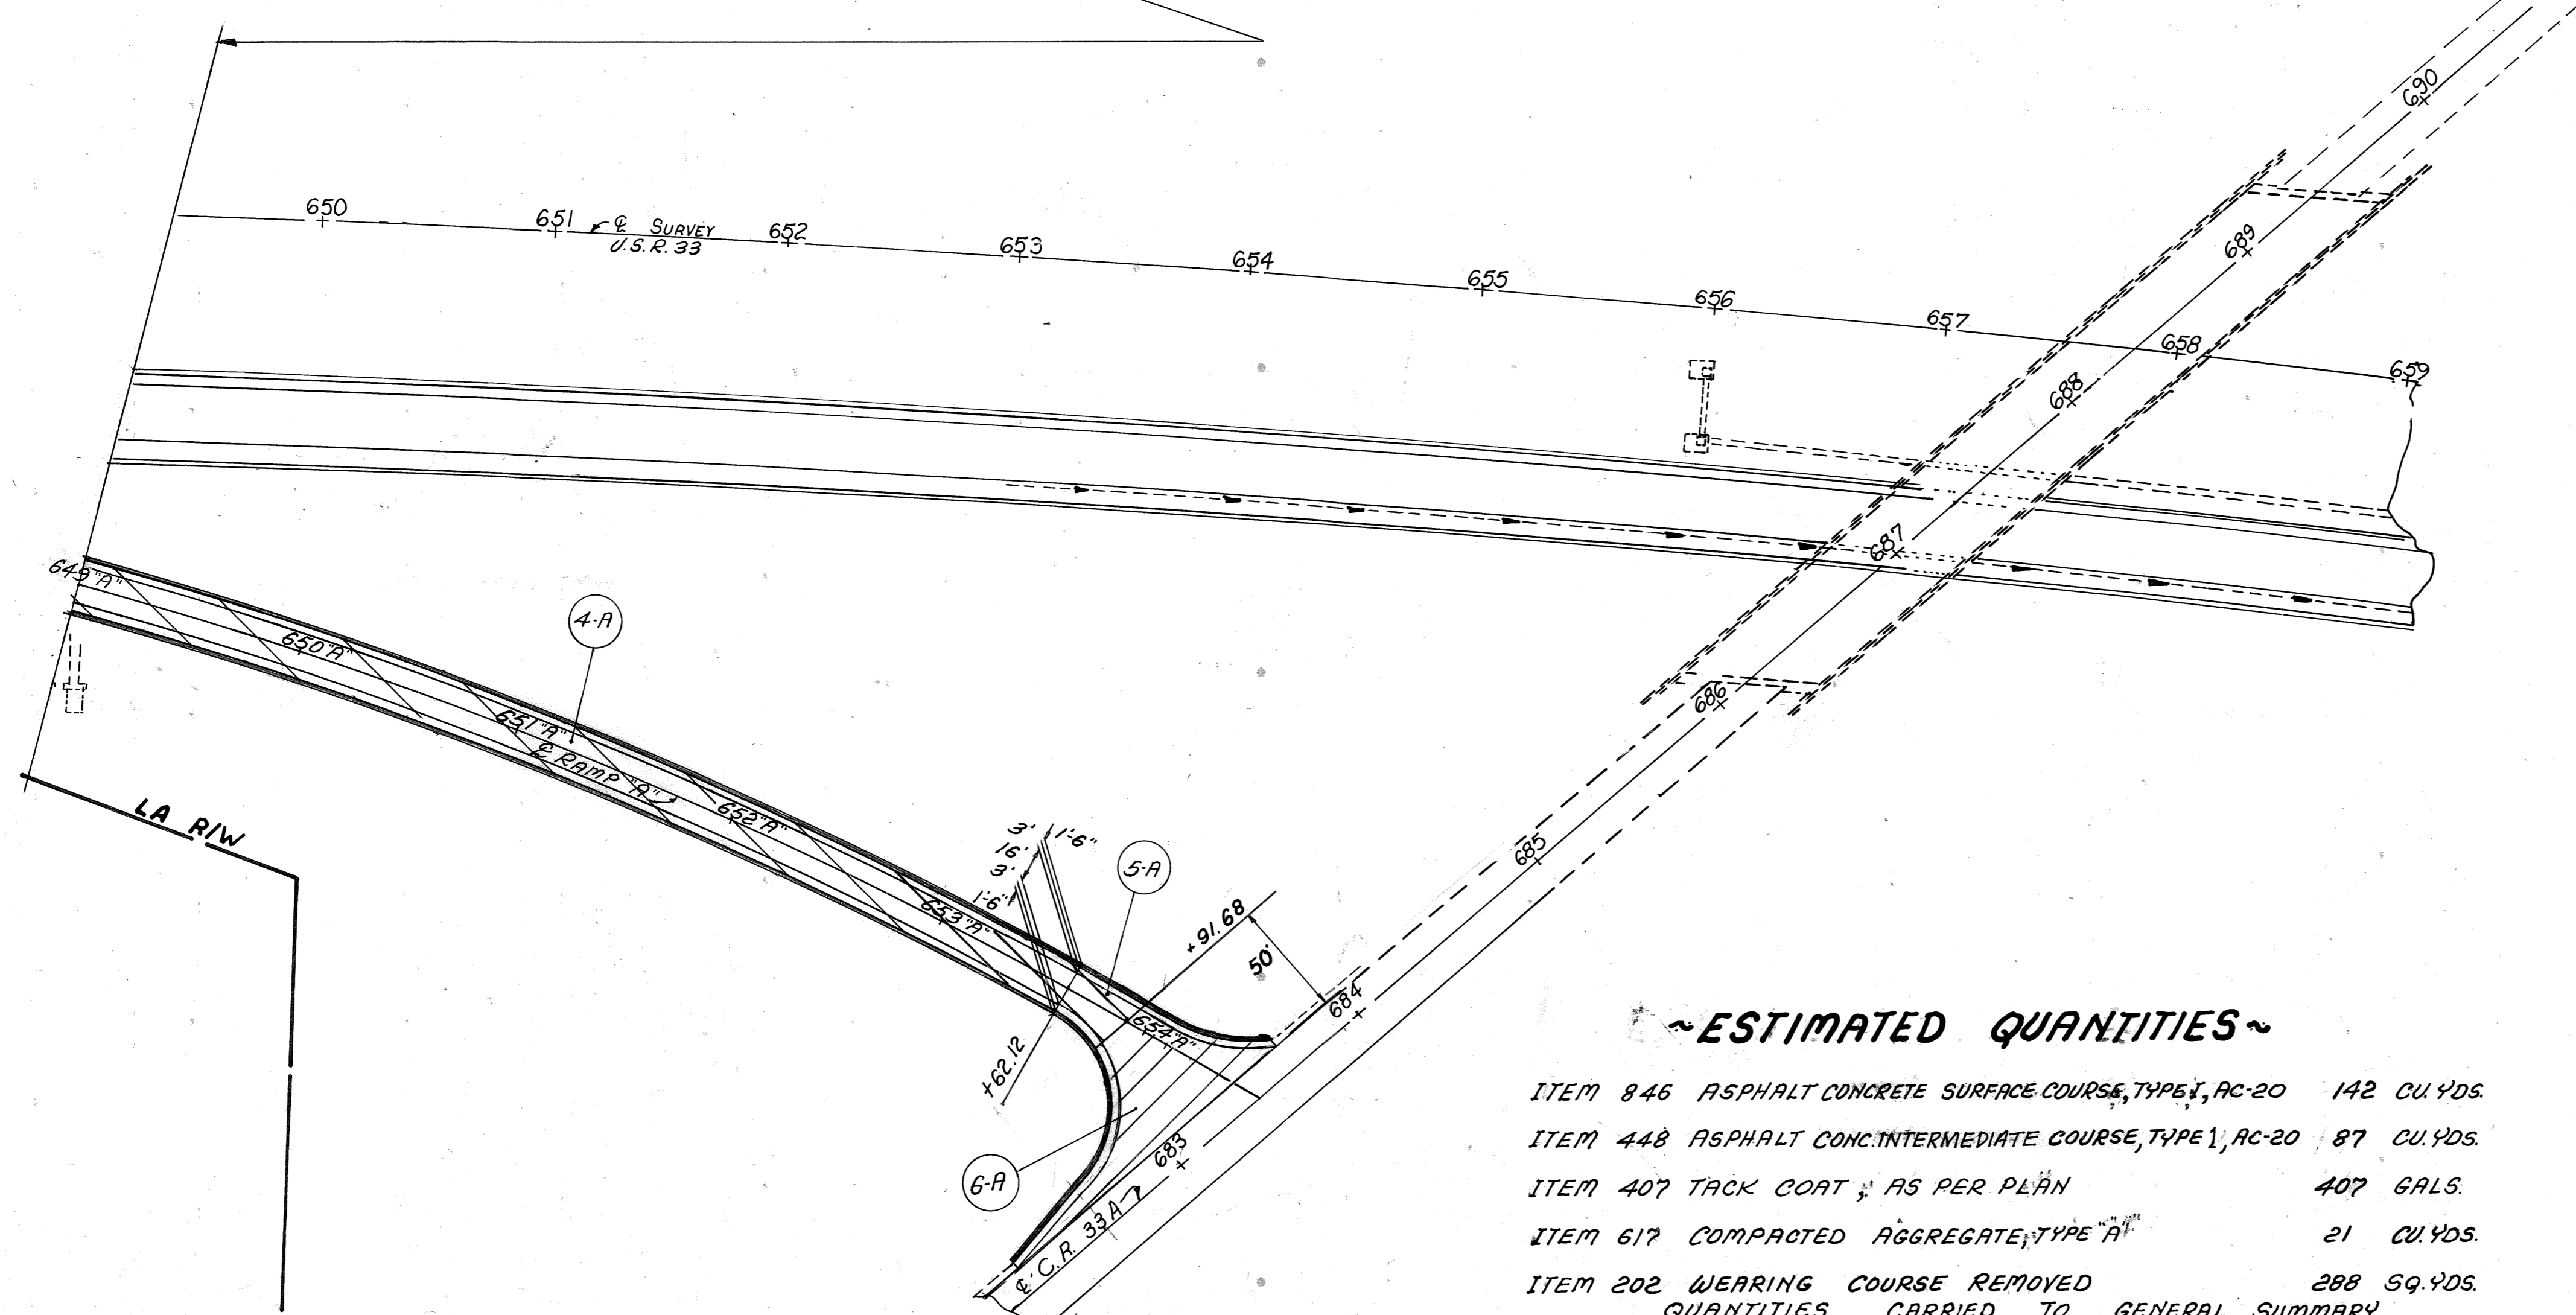 690
689
650
651
℄ SURVEY
U.S.R. 33
652
653
654
655
656
657
658
659
688
687
686
649"A"
650"A"
4-A
651"A"
℄ RAMP "A"
652"A"
LA R/W
3' 1'-6"
16'
3'
1'-6"
5-A
653"A"
+91.68
50'
685
684
654"A"
+62.12
683
6-A
℄ C.R. 33A
~ESTIMATED QUANTITIES~
ITEM 846 ASPHALT CONCRETE SURFACE COURSE, TYPE I, AC-20 142 CU. YDS.
ITEM 448 ASPHALT CONC. INTERMEDIATE COURSE, TYPE 1, AC-20 87 CU. YDS.
ITEM 407 TACK COAT, AS PER PLAN 407 GALS.
ITEM 617 COMPACTED AGGREGATE, TYPE "A" 21 CU. YDS.
ITEM 202 WEARING COURSE REMOVED 288 SQ. YDS.
QUANTITIES CARRIED TO GENERAL SUMMARY